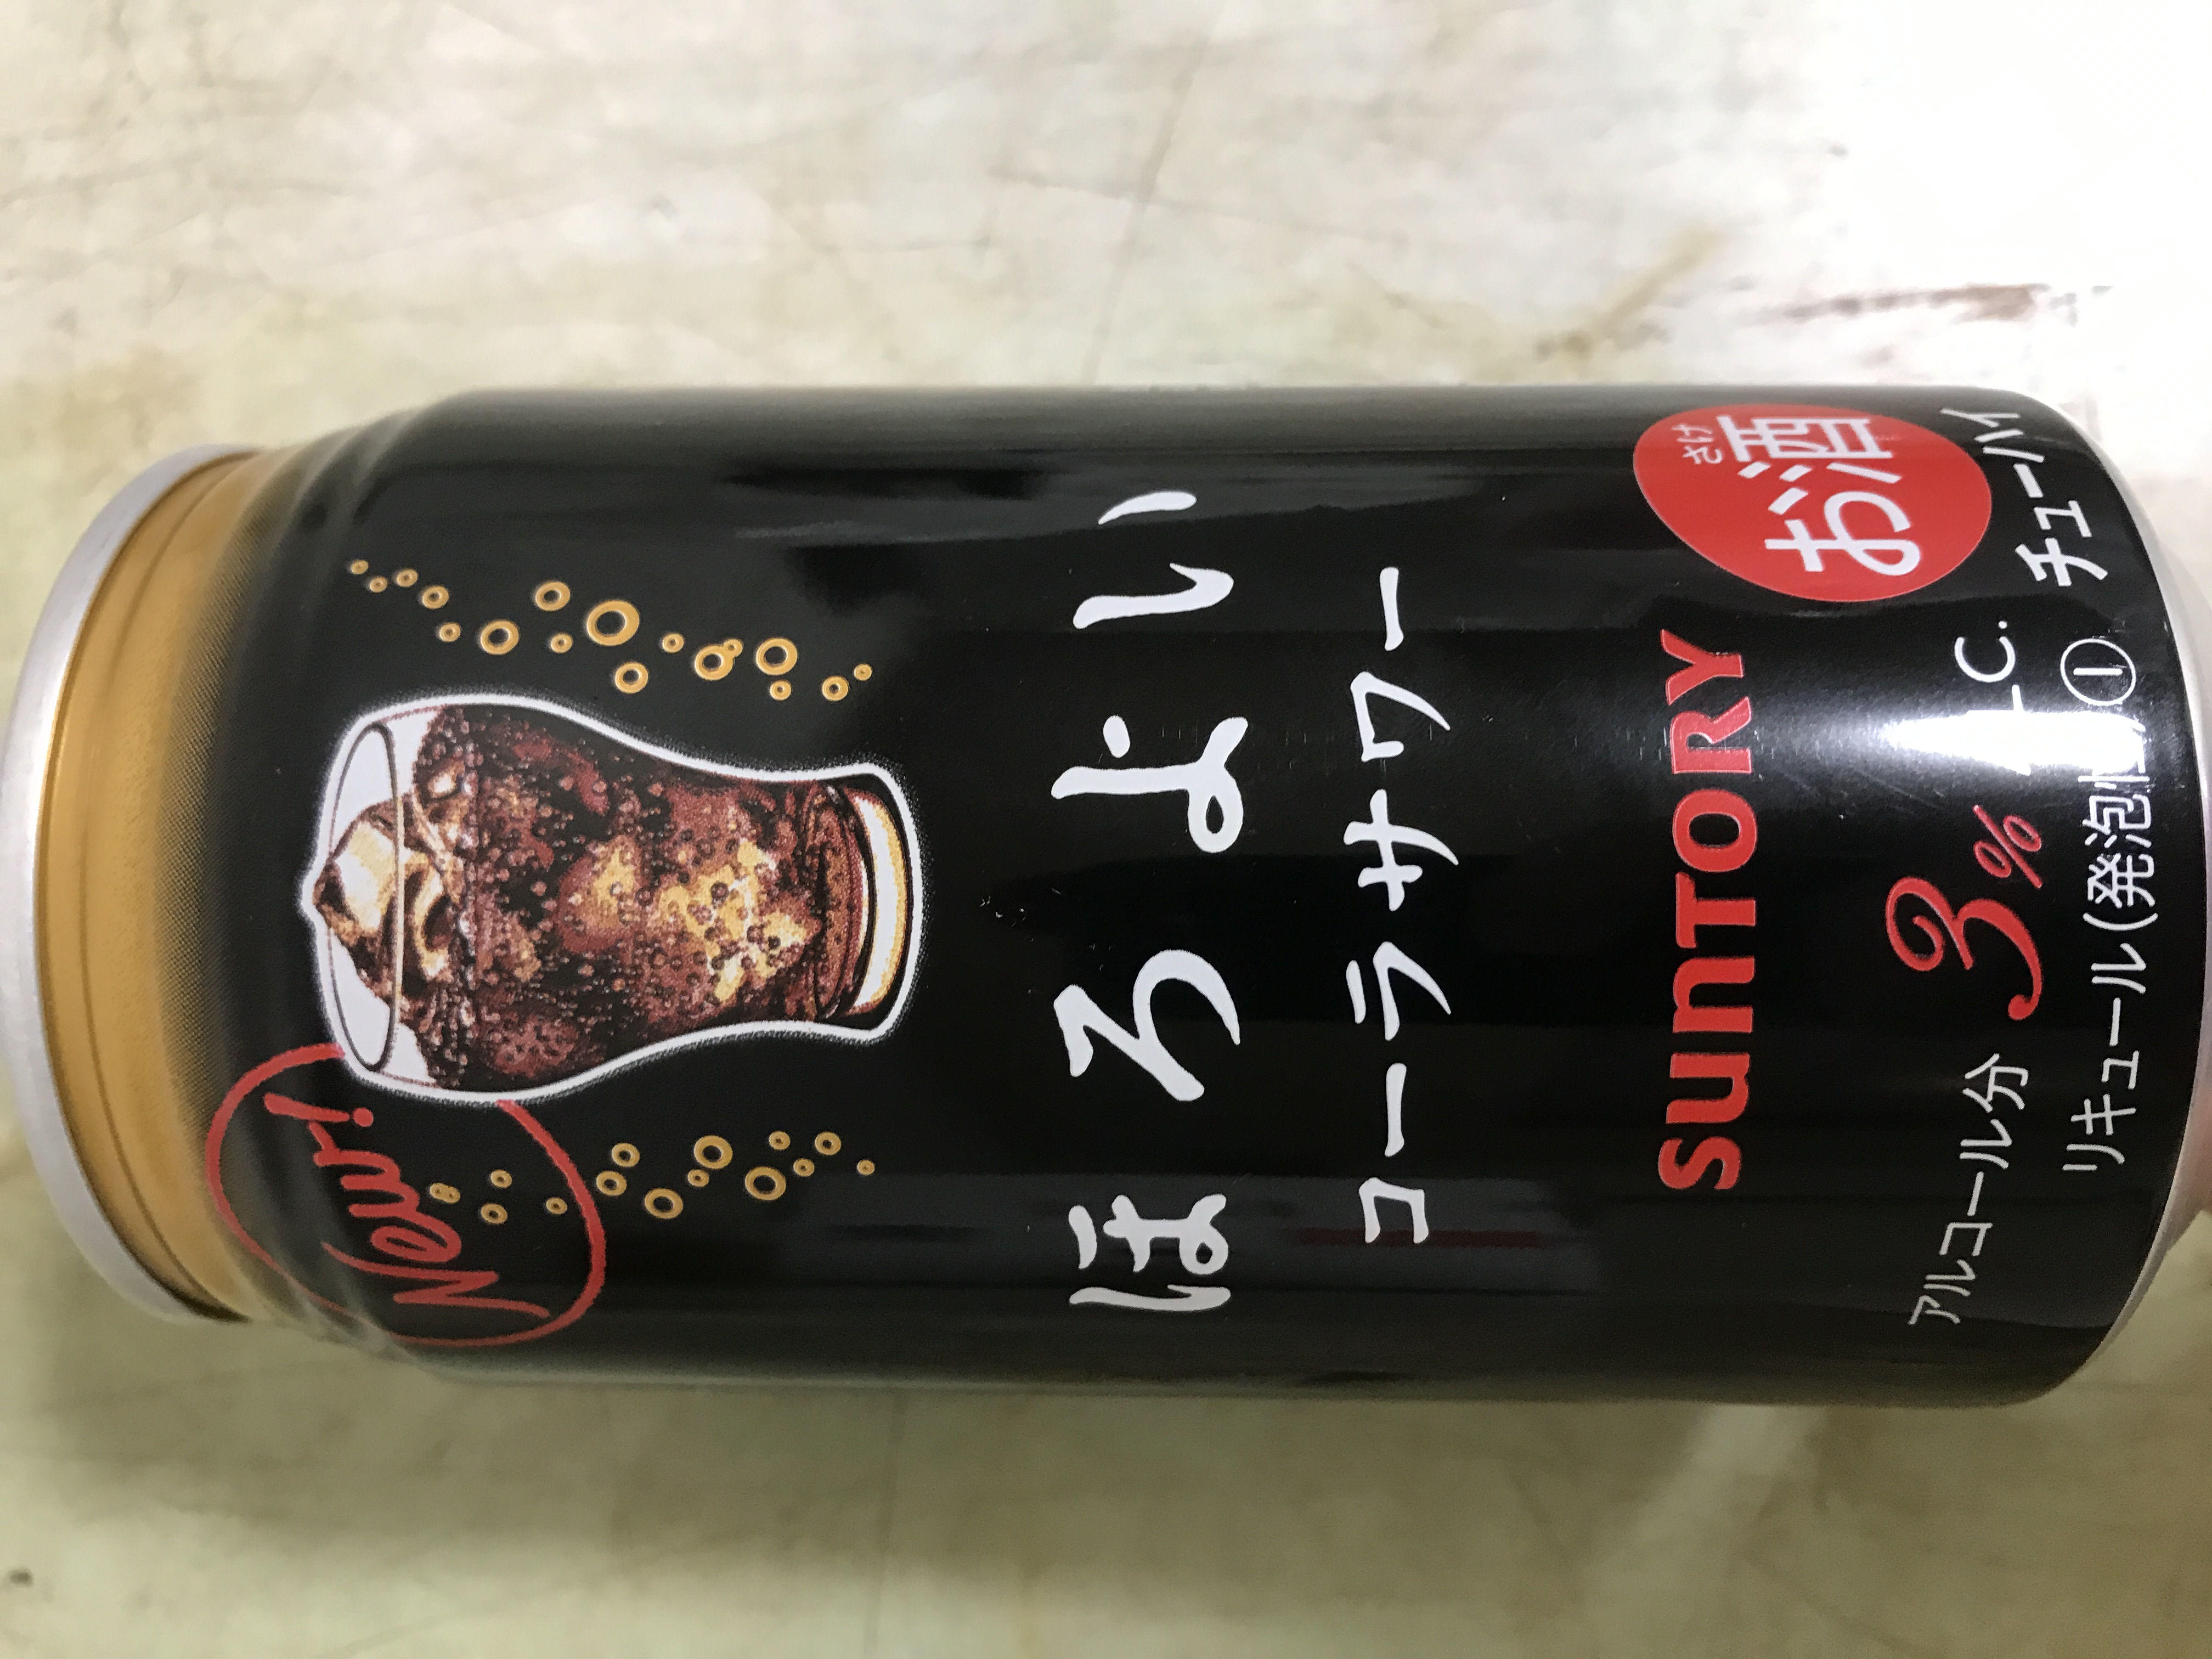 New!
ほろよい
コーラサワー
SUNTORY
さけ
お酒
アルコール分 3% ALC.
チューハイ
リキュール(発泡性)①